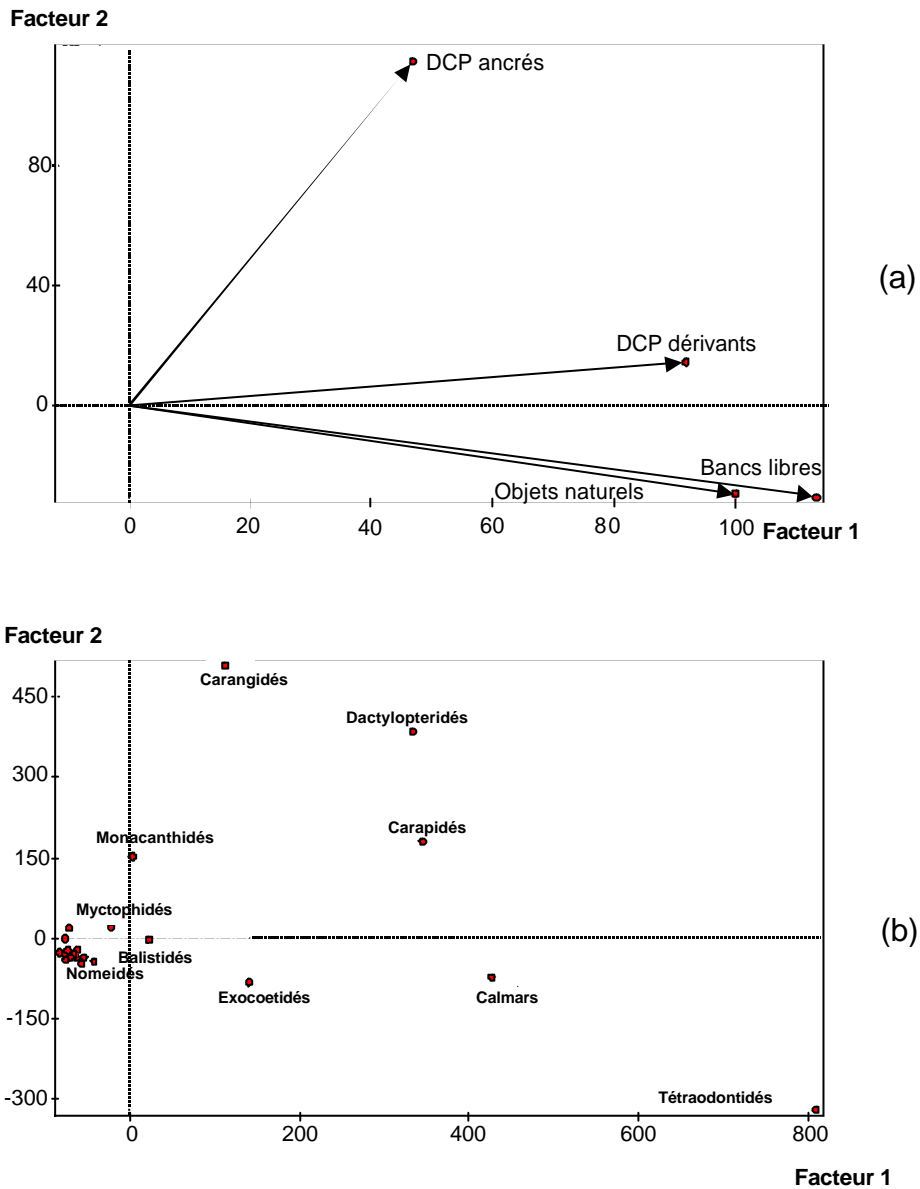 Facteur 2
DCP ancrés
80
40
(a)
DCP dérivants
0
Bancs libres
Objets naturels
0 20 40 60 80 100
Facteur 1
Facteur 2
Carangidés
450
Dactylopteridés
300
Carapidés
Monacanthidés
150
Myctophidés
0
(b)
Balistidés
Nomeidés
Exocoetidés
Calmars
-150
-300
Tétraodontidés
0 200 400 600 800
Facteur 1